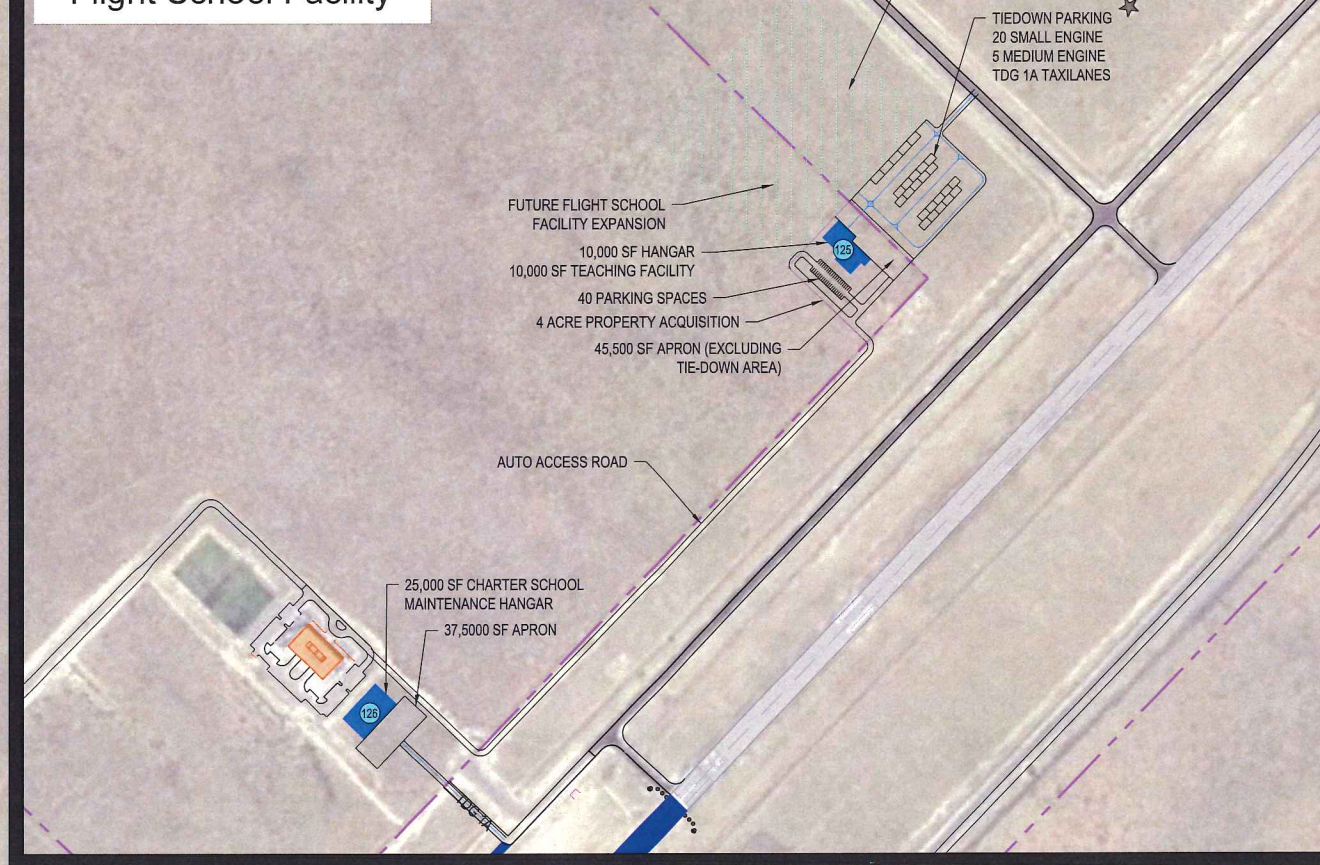 Flight School Facility
TIEDOWN PARKING
20 SMALL ENGINE
5 MEDIUM ENGINE
TDG 1A TAXILANES
FUTURE FLIGHT SCHOOL
FACILITY EXPANSION
10,000 SF HANGAR
10,000 SF TEACHING FACILITY
125
40 PARKING SPACES
4 ACRE PROPERTY ACQUISITION
45,500 SF APRON (EXCLUDING
TIE-DOWN AREA)
AUTO ACCESS ROAD
25,000 SF CHARTER SCHOOL
MAINTENANCE HANGAR
37,5000 SF APRON
126
TDG 1A